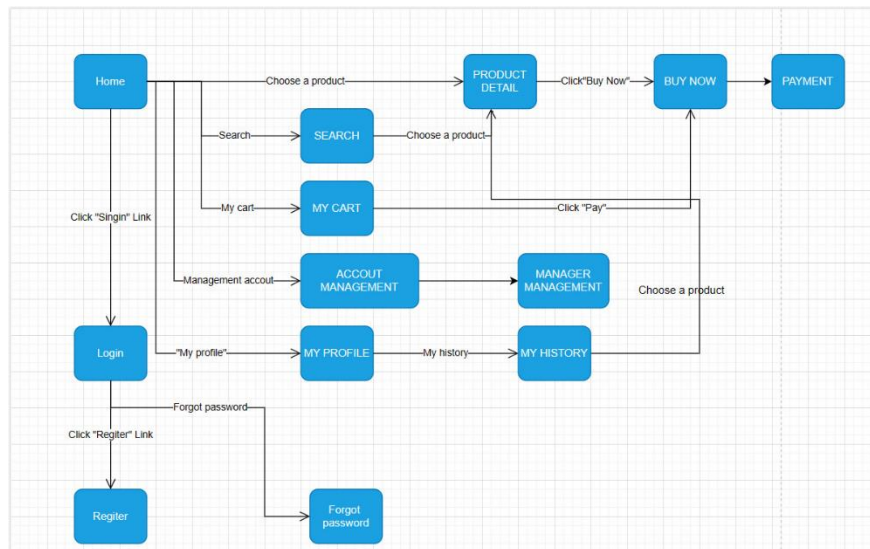 Home
Choose a product
PRODUCT
DETAIL
Click"Buy Now"
BUY NOW
PAYMENT
Search
SEARCH
Choose a product
My cart
MY CART
Click "Pay"
Click "Singin" Link
Management accout
ACCOUT
MANAGEMENT
MANAGER
MANAGEMENT
Choose a product
Login
"My profile"
MY PROFILE
My history
MY HISTORY
Forgot password
Click "Regiter" Link
Regiter
Forgot
password